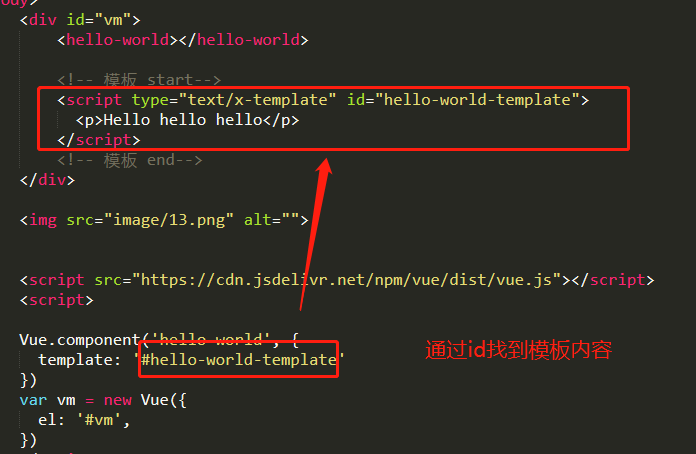 ody>
<div id="vm">
<hello-world></hello-world>
<!-- 模板 start-->
<script type="text/x-template" id="hello-world-template">
<p>Hello hello hello</p>
</script>
<!-- 模板 end-->
</div>
<img src="image/13.png" alt="">
<script src="https://cdn.jsdelivr.net/npm/vue/dist/vue.js"></script>
<script>
Vue.component('hello-world', {
template: '#hello-world-template'
})
通过id找到模板内容
var vm = new Vue({
el: '#vm',
})